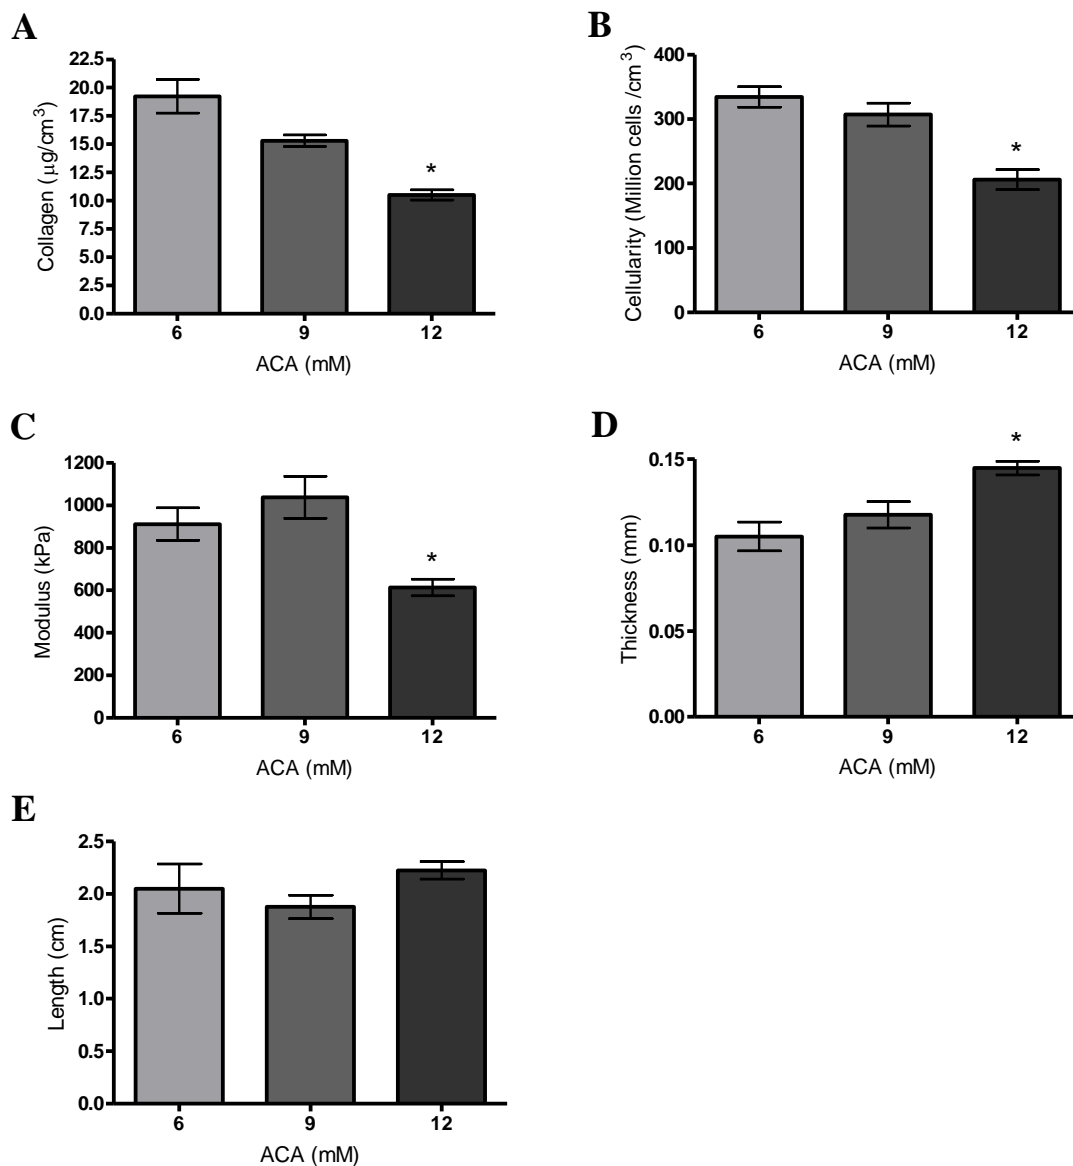 A
Collagen (μg/cm³)
22.5
20.0
17.5
15.0
12.5
10.0
7.5
5.0
2.5
0.0
*
6 9 12
ACA (mM)
B
Cellularity (Million cells /cm³)
400
300
200
100
0
*
6 9 12
ACA (mM)
C
Modulus (kPa)
1200
1000
800
600
400
200
0
*
6 9 12
ACA (mM)
D
Thickness (mm)
0.15
0.10
0.05
0.00
*
6 9 12
ACA (mM)
E
Length (cm)
2.5
2.0
1.5
1.0
0.5
0.0
6 9 12
ACA (mM)